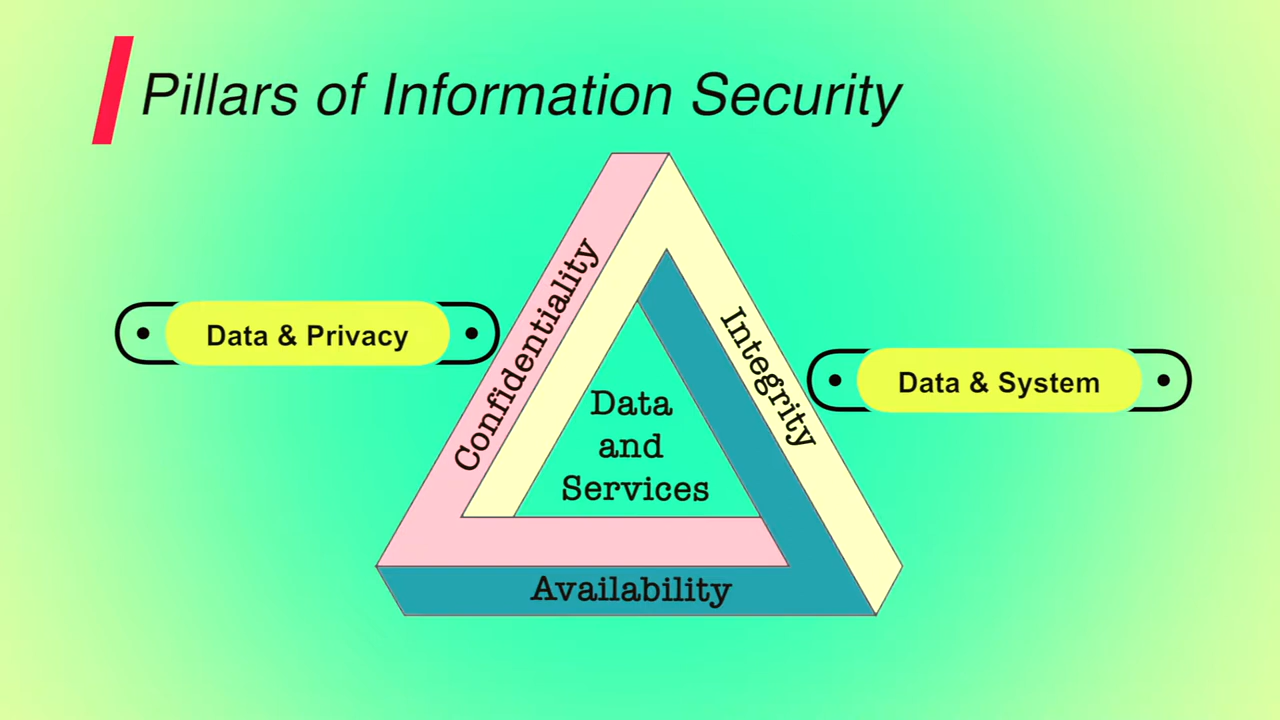 Pillars of Information Security
Confidentiality
Integrity
Data & Privacy
Data & System
Data
and
Services
Availability